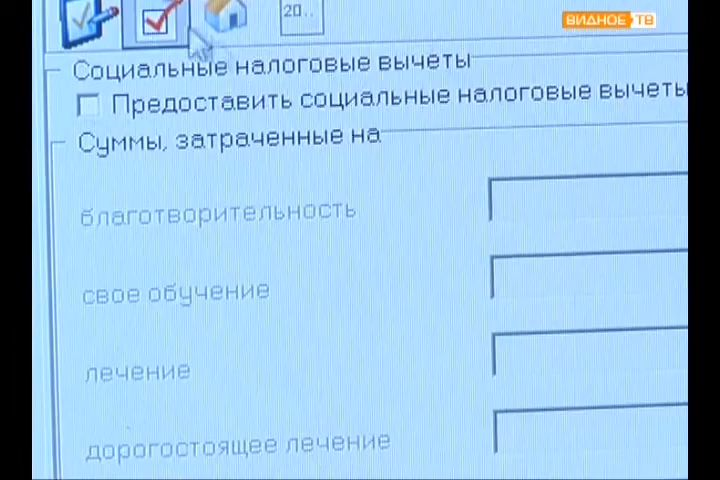 ВИДНОЕ ТВ
20..
Социальные налоговые вычеты
Предоставить социальные налоговые вычеты
Суммы, затраченные на
благотворительность
свое обучение
лечение
дорогостоящее лечение